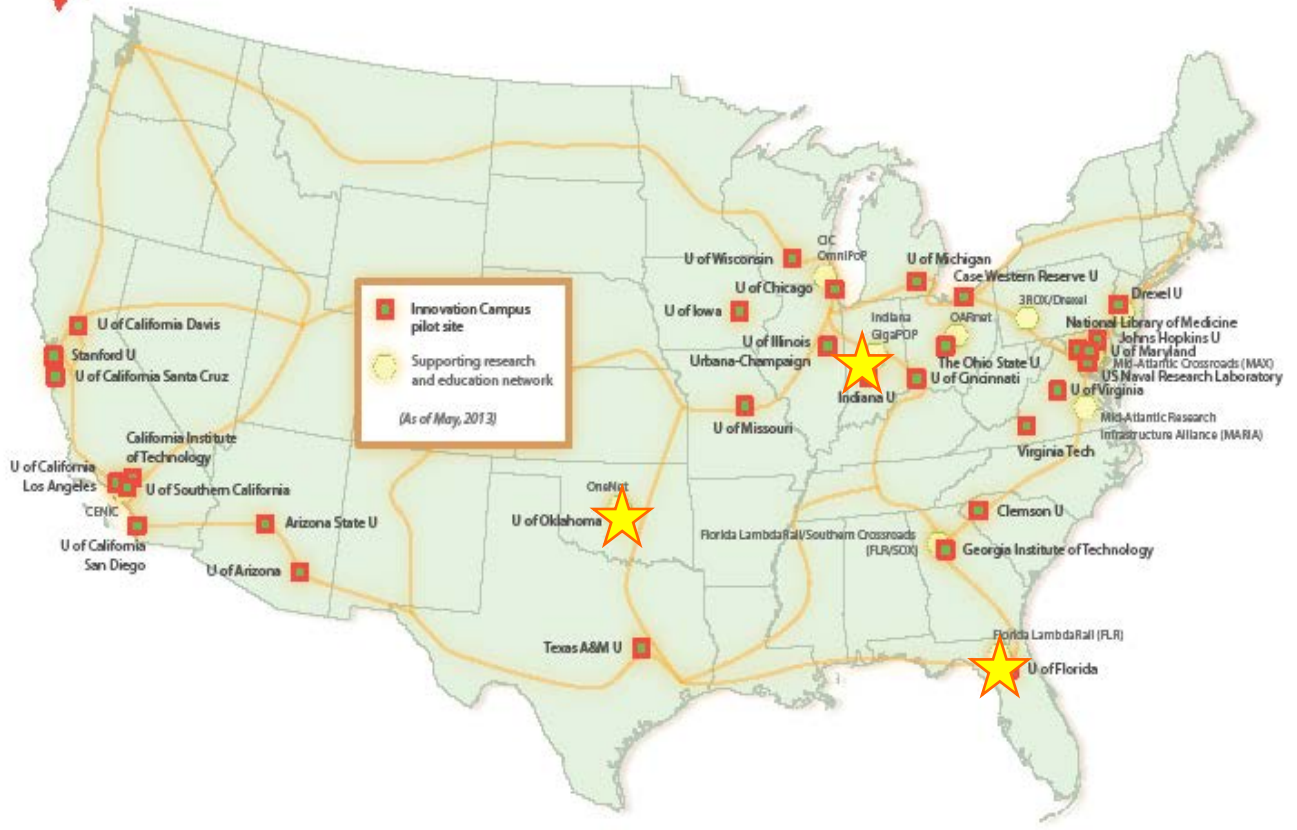 CIC
OmniPoP
U of Wisconsin
U of Michigan
Case Western Reserve U
U of Chicago
Drexel U
3ROX/Drexel
Innovation Campus
pilot site
U of Iowa
Indiana
GigaPOP
OARnet
National Library of Medicine
U of California Davis
Johns Hopkins U
U of Illinois
Urbana-Champaign
Stanford U
Supporting research
and education network
The Ohio State U
U of Maryland
Mid-Atlantic Crossroads (MAX)
U of California Santa Cruz
U of Cincinnati
US Naval Research Laboratory
U of Virginia
Indiana U
(As of May, 2013)
U of Missouri
Mid-Atlantic Research
Infrastructure Alliance (MARIA)
California Institute
of Technology
Virginia Tech
U of California
Los Angeles
U of Southern California
OneNet
CENIC
Arizona State U
U of Oklahoma
Clemson U
Florida LambdaRail/Southern Crossroads
(FLR/SOX)
U of California
San Diego
Georgia Institute of Technology
U of Arizona
Florida LambdaRail (FLR)
Texas A&M U
U of Florida